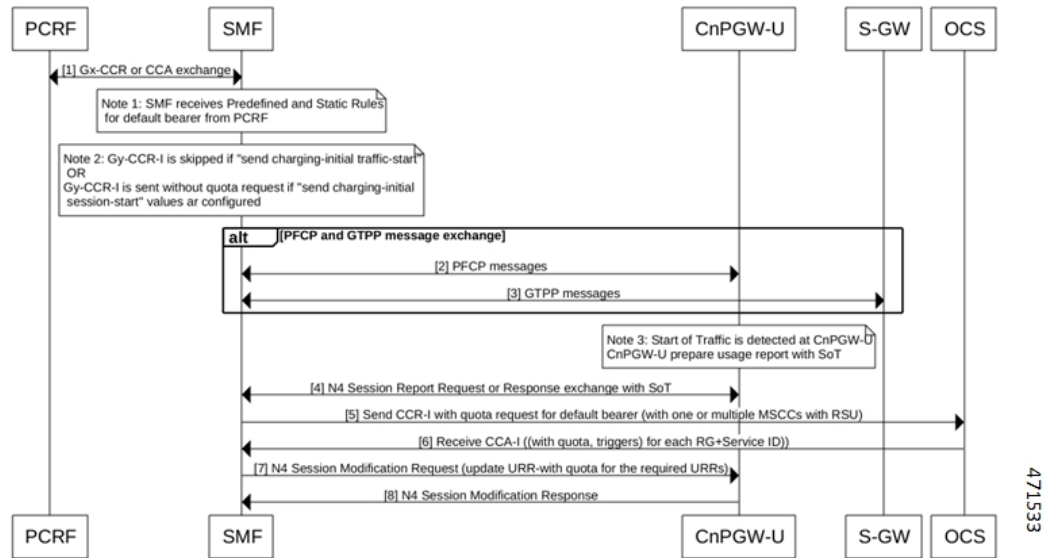 PCRF
SMF
CnPGW-U
S-GW
OCS
[1] Gx-CCR or CCA exchange
Note 1: SMF receives Predefined and Static Rules
for default bearer from PCRF
Note 2: Gy-CCR-I is skipped if "send charging-initial traffic-start"
OR
Gy-CCR-I is sent without quota request if "send charging-initial
session-start" values ar configured
alt
[PFCP and GTPP message exchange]
[2] PFCP messages
[3] GTPP messages
Note 3: Start of Traffic is detected at CnPGW-U
CnPGW-U prepare usage report with SoT
[4] N4 Session Report Request or Response exchange with SoT
[5] Send CCR-I with quota request for default bearer (with one or multiple MSCCs with RSU)
[6] Receive CCA-I ((with quota, triggers) for each RG+Service ID))
[7] N4 Session Modification Request (update URR-with quota for the required URRs)
[8] N4 Session Modification Response
PCRF
SMF
CnPGW-U
S-GW
OCS
471533